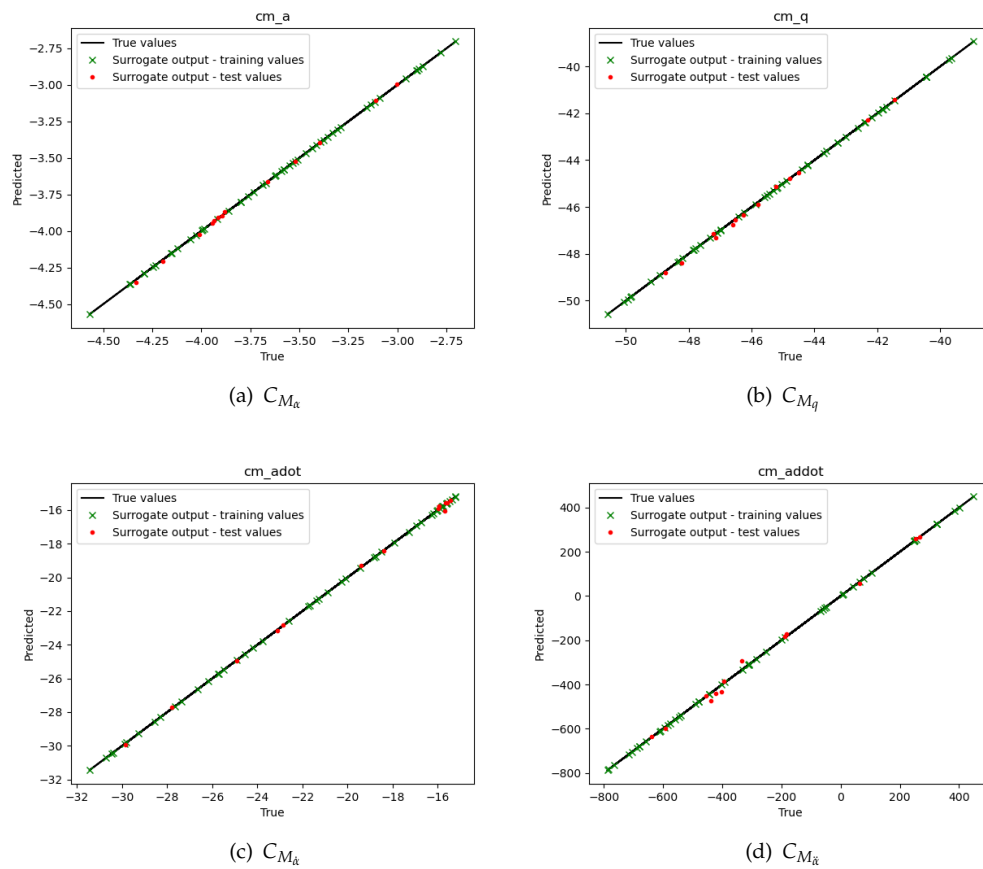 cm_a
True values
Surrogate output - training values
Surrogate output - test values
Predicted
−2.75
−3.00
−3.25
−3.50
−3.75
−4.00
−4.25
−4.50
−4.50 −4.25 −4.00 −3.75 −3.50 −3.25 −3.00 −2.75
True
(a) C_{M_α}
cm_q
True values
Surrogate output - training values
Surrogate output - test values
Predicted
−40
−42
−44
−46
−48
−50
−50 −48 −46 −44 −42 −40
True
(b) C_{M_q}
cm_adot
True values
Surrogate output - training values
Surrogate output - test values
Predicted
−16
−18
−20
−22
−24
−26
−28
−30
−32
−32 −30 −28 −26 −24 −22 −20 −18 −16
True
(c) C_{M_α̇}
cm_addot
True values
Surrogate output - training values
Surrogate output - test values
Predicted
400
200
0
−200
−400
−600
−800
−800 −600 −400 −200 0 200 400
True
(d) C_{M_α̈}